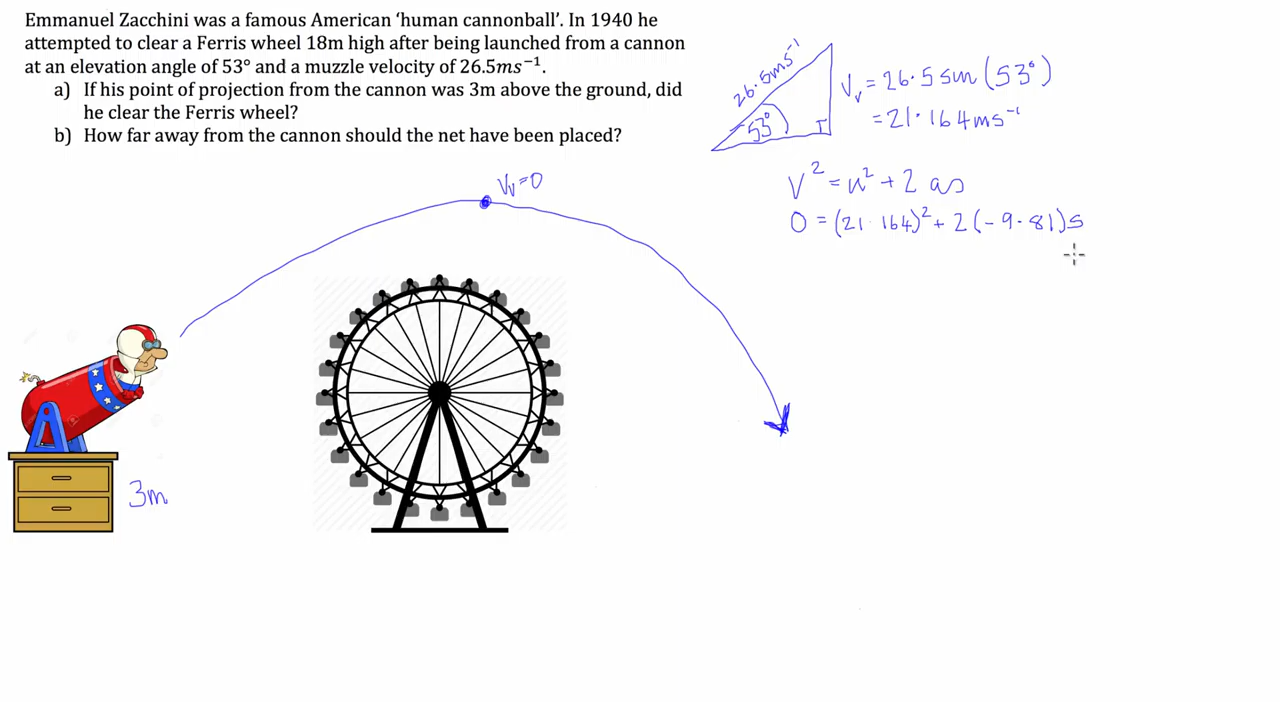 Emmanuel Zacchini was a famous American ‘human cannonball’. In 1940 he
attempted to clear a Ferris wheel 18m high after being launched from a cannon
at an elevation angle of 53° and a muzzle velocity of 26.5ms⁻¹.
a) If his point of projection from the cannon was 3m above the ground, did
he clear the Ferris wheel?
b) How far away from the cannon should the net have been placed?
26.5ms⁻¹
53°
Vᵥ = 26.5 sin (53°)
= 21.164ms⁻¹
V² = u² + 2 as
0 = (21.164)² + 2(-9.81)s
Vᵥ=0
3m